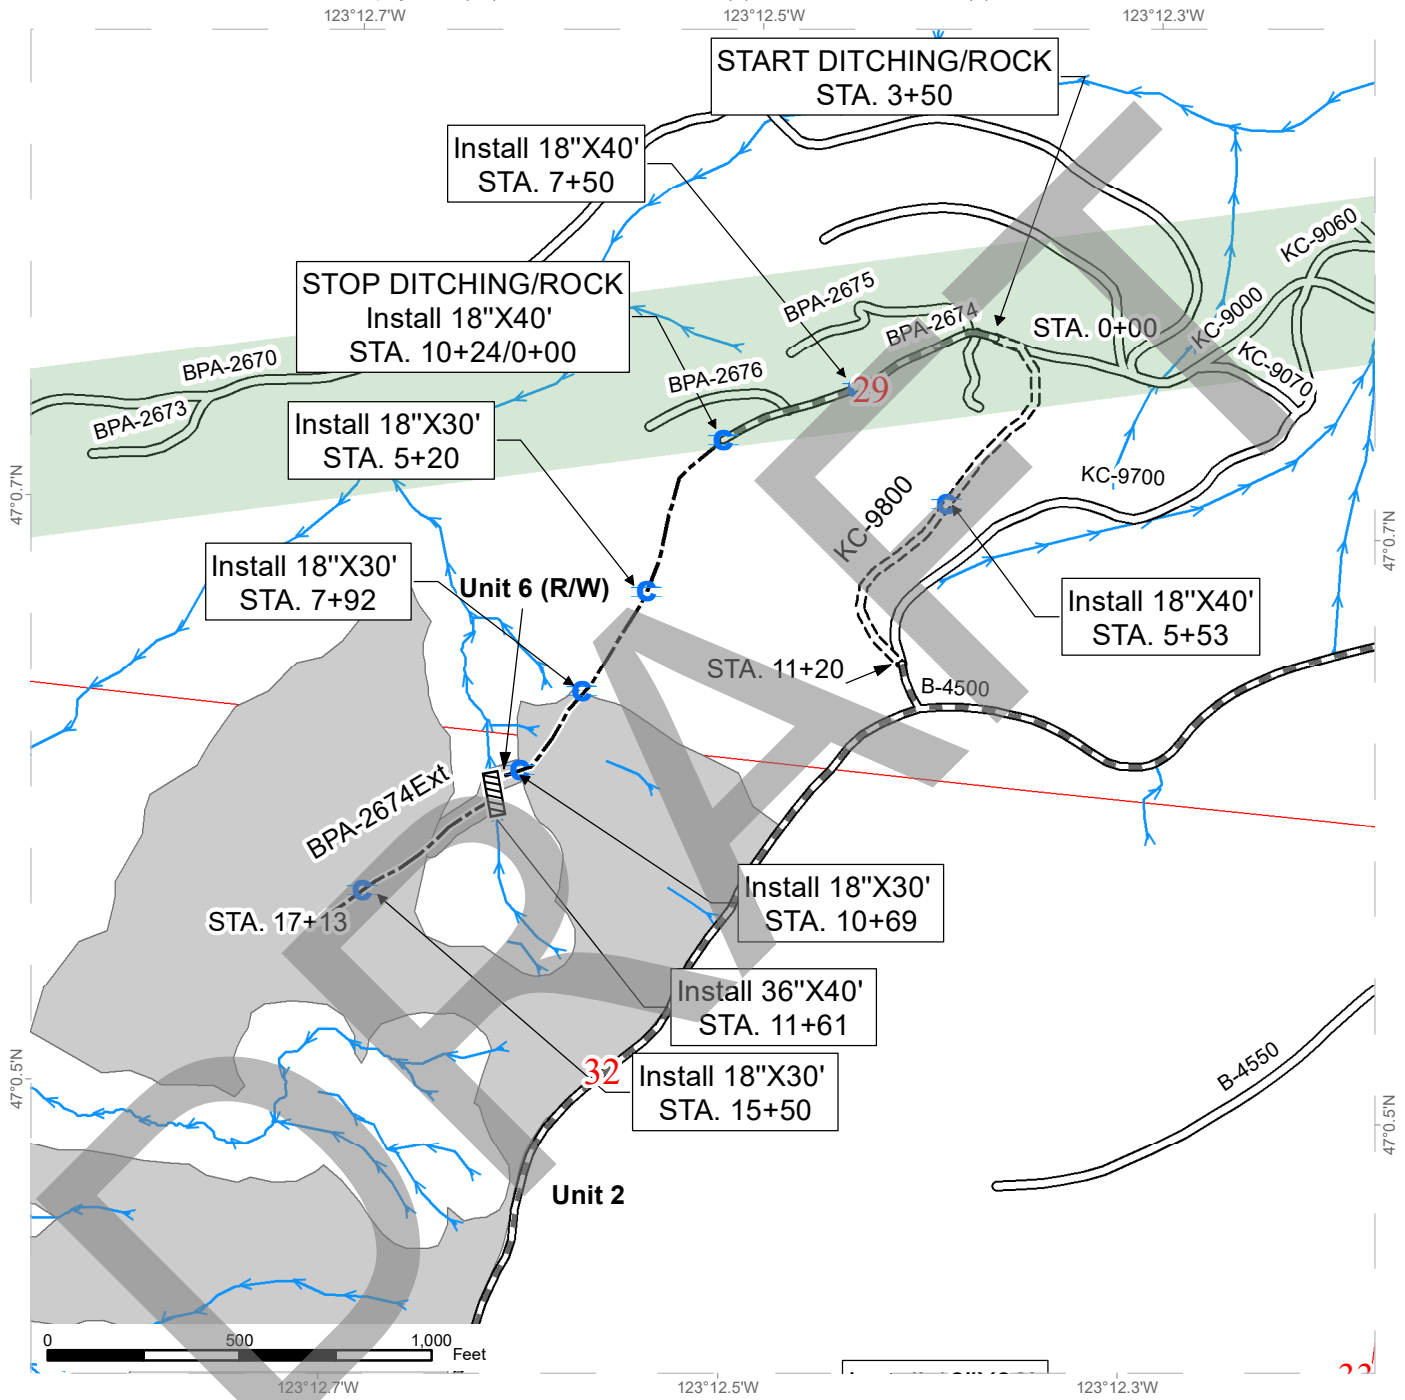 123°12.7'W
123°12.5'W
123°12.3'W
START DITCHING/ROCK
STA. 3+50
Install 18"X40'
STA. 7+50
KC-9060
STOP DITCHING/ROCK
Install 18"X40'
STA. 10+24/0+00
BPA-2675
BPA-2674
STA. 0+00
KC-9000
KC-9070
BPA-2670
BPA-2676
29
BPA-2673
Install 18"X30'
STA. 5+20
47°0.7'N
KC-9700
KC-9800
47°0.7'N
Install 18"X30'
STA. 7+92
Unit 6 (R/W)
Install 18"X40'
STA. 5+53
STA. 11+20
B-4500
BPA-2674Ext
Install 18"X30'
STA. 10+69
STA. 17+13
Install 36"X40'
STA. 11+61
32
Install 18"X30'
STA. 15+50
B-4550
47°0.5'N
47°0.5'N
Unit 2
DRAFT
0 500 1,000
Feet
33
123°12.7'W
123°12.5'W
123°12.3'W
C
C
C
C
C
C